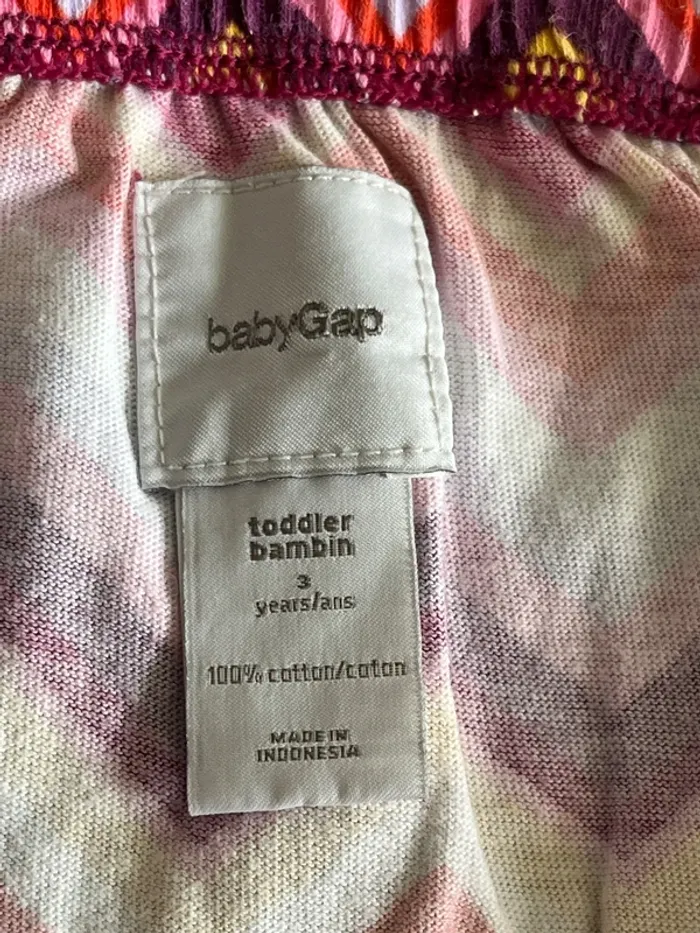 babyGap
toddler
bambin
3
years/ans
100% cotton/coton
MADE IN
INDONESIA